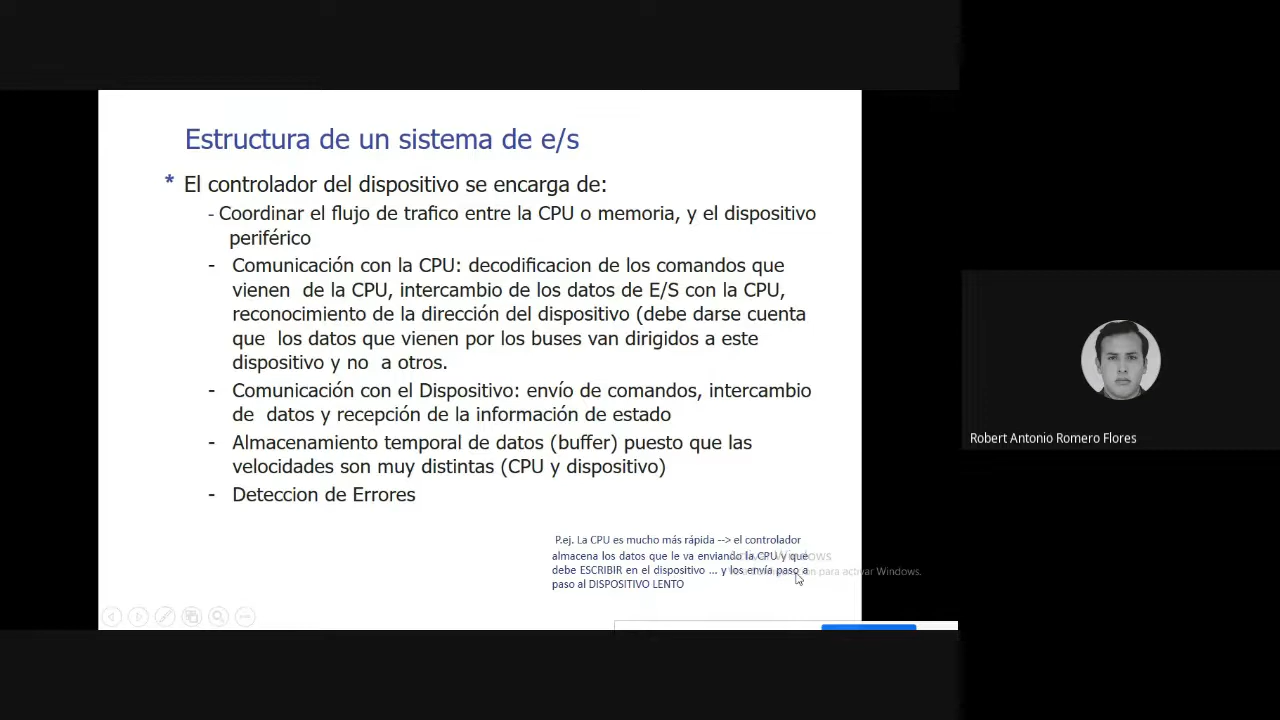 Estructura de un sistema de e/s
* El controlador del dispositivo se encarga de:
- Coordinar el flujo de trafico entre la CPU o memoria, y el dispositivo
periférico
- Comunicación con la CPU: decodificacion de los comandos que
vienen de la CPU, intercambio de los datos de E/S con la CPU,
reconocimiento de la dirección del dispositivo (debe darse cuenta
que los datos que vienen por los buses van dirigidos a este
dispositivo y no a otros.
- Comunicación con el Dispositivo: envío de comandos, intercambio
de datos y recepción de la información de estado
- Almacenamiento temporal de datos (buffer) puesto que las
velocidades son muy distintas (CPU y dispositivo)
- Deteccion de Errores
P.ej. La CPU es mucho más rápida --> el controlador
almacena los datos que le va enviando la CPU y que
debe ESCRIBIR en el dispositivo ... y los envía paso a
paso al DISPOSITIVO LENTO
Windows
para activar Windows.
Robert Antonio Romero Flores